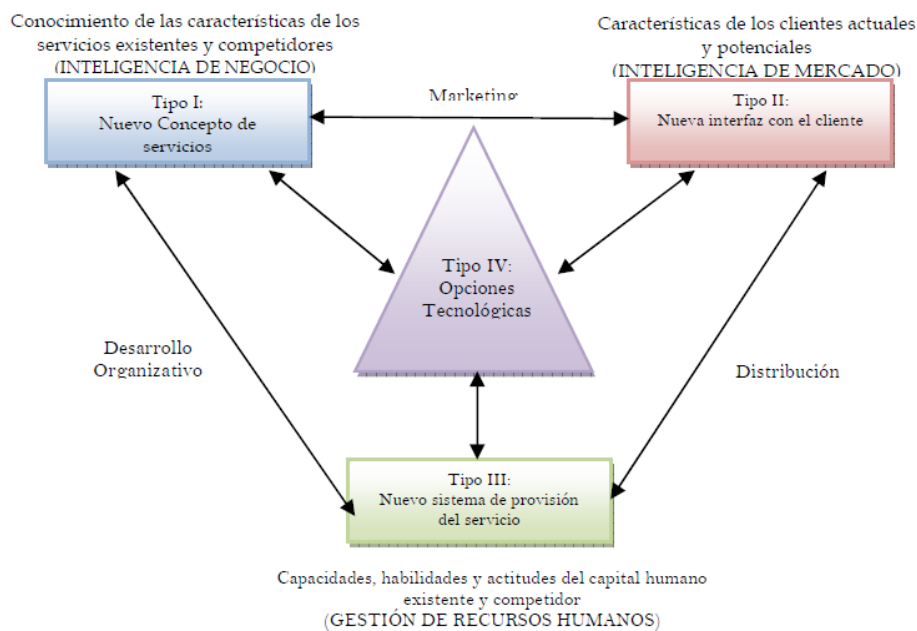 Conocimiento de las características de los
servicios existentes y competidores
(INTELIGENCIA DE NEGOCIO)
Características de los clientes actuales
y potenciales
(INTELIGENCIA DE MERCADO)
Tipo I:
Nuevo Concepto de
servicios
Marketing
Tipo II:
Nueva interfaz con el cliente
Tipo IV:
Opciones
Tecnológicas
Desarrollo
Organizativo
Distribución
Tipo III:
Nuevo sistema de provisión
del servicio
Capacidades, habilidades y actitudes del capital humano
existente y competidor
(GESTIÓN DE RECURSOS HUMANOS)